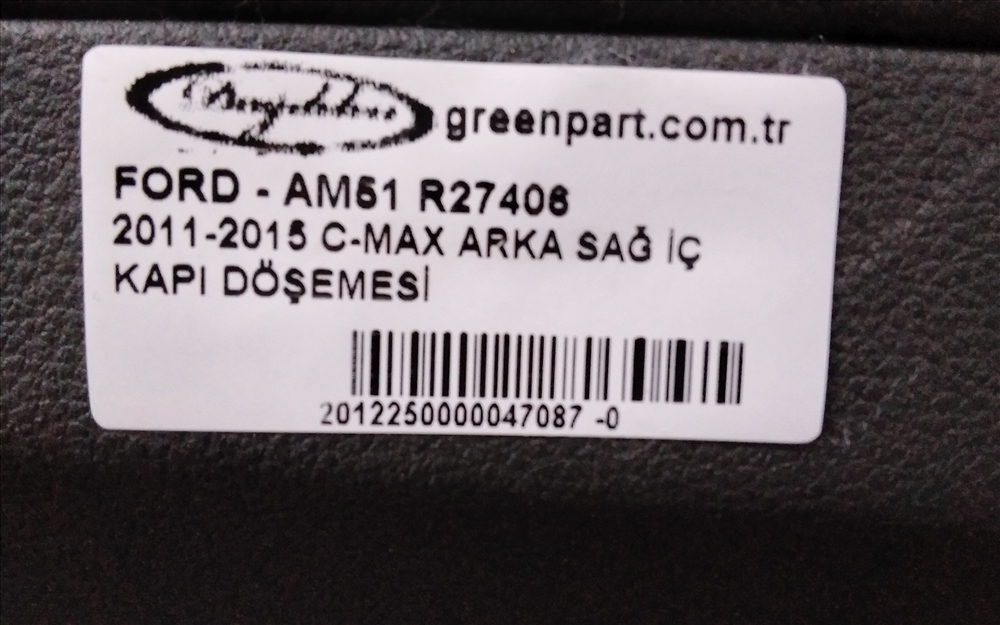 greenpart.com.tr
FORD - AM51 R27406
2011-2015 C-MAX ARKA SAĞ İÇ
KAPI DÖŞEMESİ
2012250000047087 -0